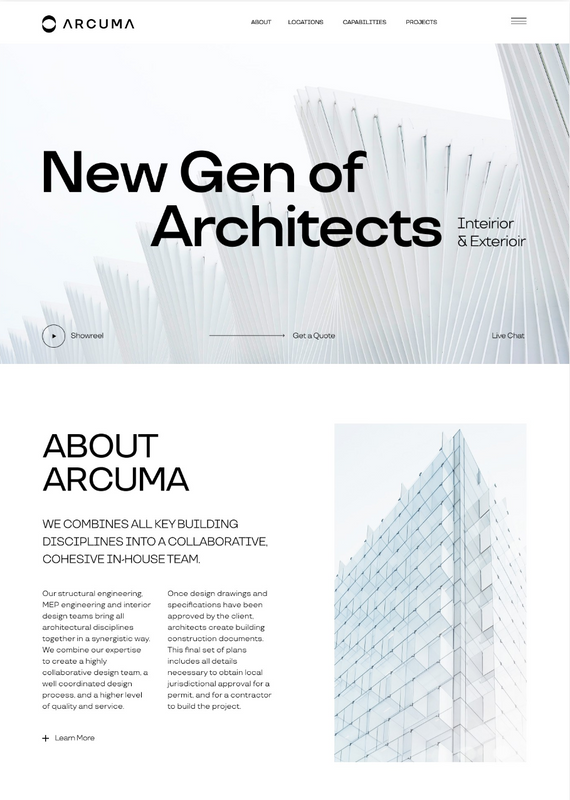 ARCUMA
ABOUT LOCATIONS CAPABILITIES PROJECTS
New Gen of
Architects
Inteirior
& Exterioir
Showreel
Get a Quote
Live Chat
ABOUT
ARCUMA
WE COMBINES ALL KEY BUILDING
DISCIPLINES INTO A COLLABORATIVE,
COHESIVE IN-HOUSE TEAM.
Our structural engineering,
MEP engineering and interior
design teams bring all
architectural disciplines
together in a synergistic way.
We combine our expertise
to create a highly
collaborative design team, a
well coordinated design
process, and a higher level
of quality and service.
Once design drawings and
specifications have been
approved by the client,
architects create building
construction documents.
This final set of plans
includes all details
necessary to obtain local
jurisdictional approval for a
permit, and for a contractor
to build the project.
+ Learn More